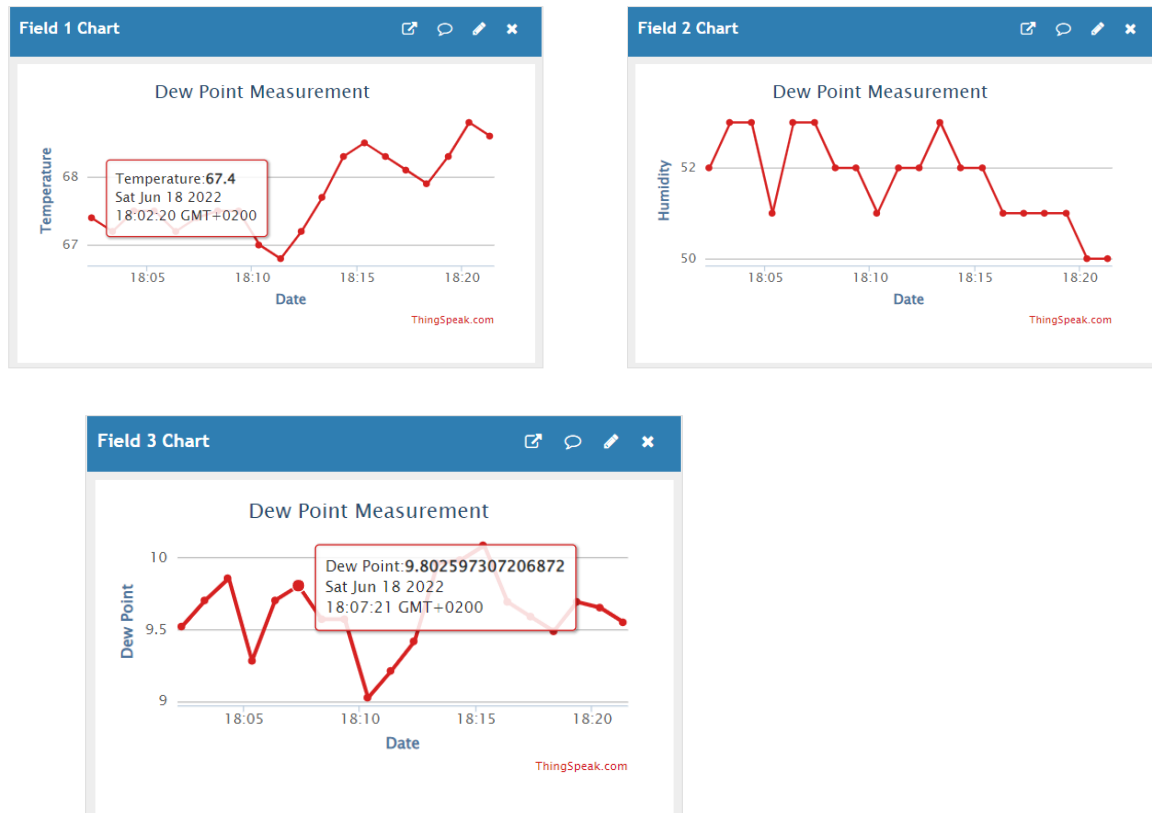 Field 1 Chart
Dew Point Measurement
Temperature
68
67
Temperature:67.4
Sat Jun 18 2022
18:02:20 GMT+0200
18:05 18:10 18:15 18:20
Date
ThingSpeak.com
Field 2 Chart
Dew Point Measurement
Humidity
52
50
18:05 18:10 18:15 18:20
Date
ThingSpeak.com
Field 3 Chart
Dew Point Measurement
Dew Point
10
9.5
9
Dew Point:9.802597307206872
Sat Jun 18 2022
18:07:21 GMT+0200
18:05 18:10 18:15 18:20
Date
ThingSpeak.com